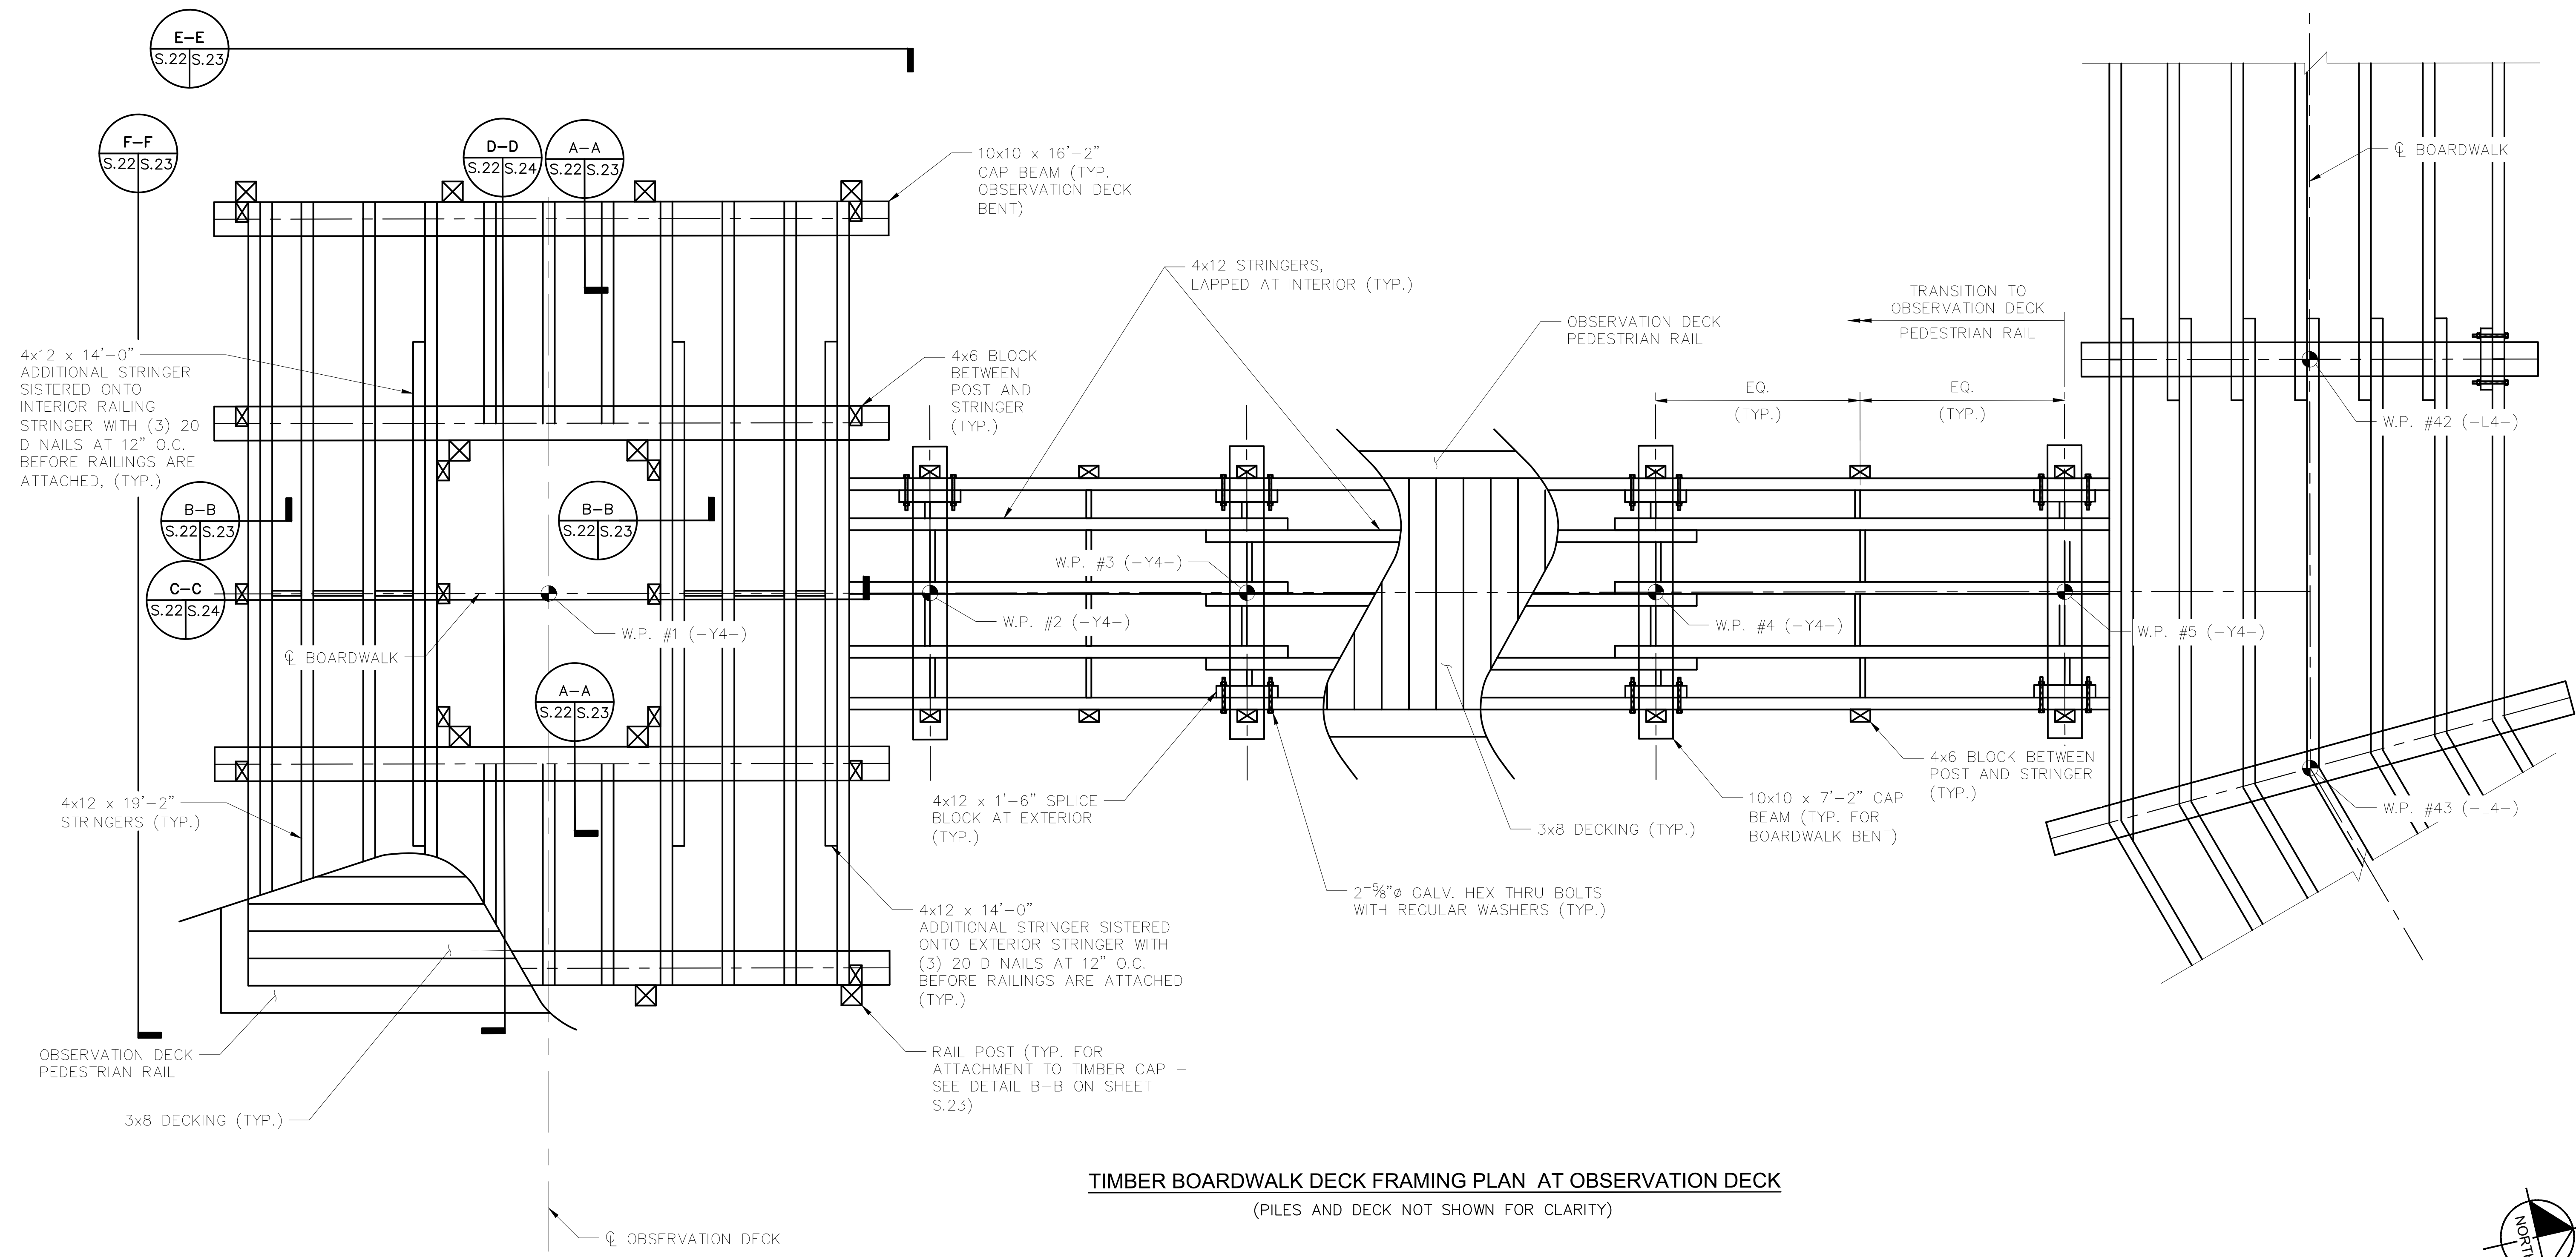 E-E
S.22 S.23
F-F
S.22 S.23
D-D
S.22 S.24
A-A
S.22 S.23
10x10 x 16'-2"
CAP BEAM (TYP.
OBSERVATION DECK
BENT)
℄ BOARDWALK
4x12 STRINGERS,
LAPPED AT INTERIOR (TYP.)
TRANSITION TO
OBSERVATION DECK
PEDESTRIAN RAIL
OBSERVATION DECK
PEDESTRIAN RAIL
4x12 x 14'-0"
ADDITIONAL STRINGER
SISTERED ONTO
INTERIOR RAILING
STRINGER WITH (3) 20
D NAILS AT 12" O.C.
BEFORE RAILINGS ARE
ATTACHED, (TYP.)
4x6 BLOCK
BETWEEN
POST AND
STRINGER
(TYP.)
EQ.
(TYP.)
EQ.
(TYP.)
W.P. #42 (-L4-)
B-B
S.22 S.23
B-B
S.22 S.23
C-C
S.22 S.24
W.P. #3 (-Y4-)
W.P. #1 (-Y4-)
W.P. #2 (-Y4-)
W.P. #4 (-Y4-)
W.P. #5 (-Y4-)
℄ BOARDWALK
A-A
S.22 S.23
4x12 x 19'-2"
STRINGERS (TYP.)
4x12 x 1'-6" SPLICE
BLOCK AT EXTERIOR
(TYP.)
3x8 DECKING (TYP.)
10x10 x 7'-2" CAP
BEAM (TYP. FOR
BOARDWALK BENT)
4x6 BLOCK BETWEEN
POST AND STRINGER
(TYP.)
W.P. #43 (-L4-)
2-⅝"ø GALV. HEX THRU BOLTS
WITH REGULAR WASHERS (TYP.)
4x12 x 14'-0"
ADDITIONAL STRINGER SISTERED
ONTO EXTERIOR STRINGER WITH
(3) 20 D NAILS AT 12" O.C.
BEFORE RAILINGS ARE ATTACHED
(TYP.)
OBSERVATION DECK
PEDESTRIAN RAIL
RAIL POST (TYP. FOR
ATTACHMENT TO TIMBER CAP -
SEE DETAIL B-B ON SHEET
S.23)
3x8 DECKING (TYP.)
TIMBER BOARDWALK DECK FRAMING PLAN AT OBSERVATION DECK
(PILES AND DECK NOT SHOWN FOR CLARITY)
℄ OBSERVATION DECK
NORTH